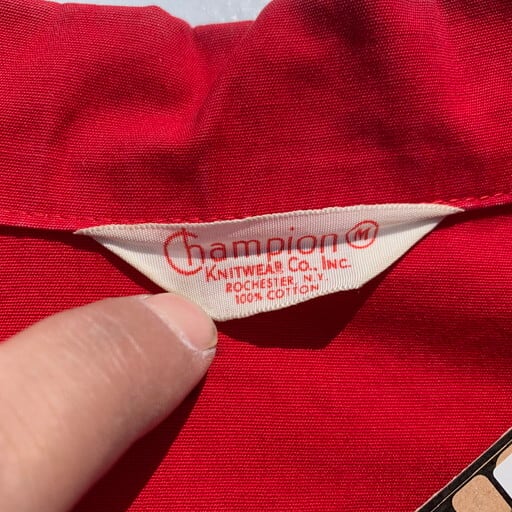 Champion M
KNITWEAR CO., INC.
ROCHESTER, N.Y.
100% COTTON